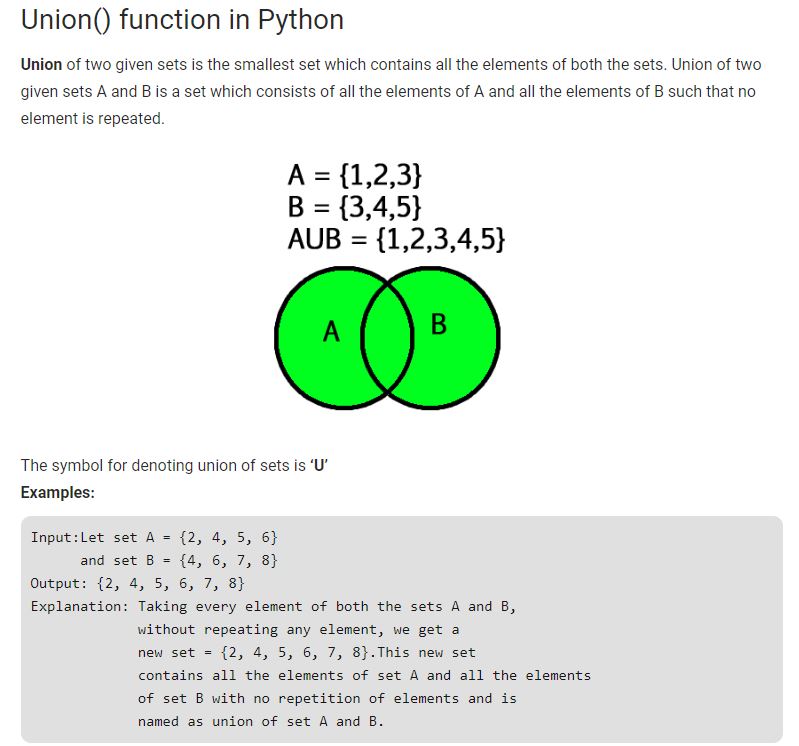 Union() function in Python
Union of two given sets is the smallest set which contains all the elements of both the sets. Union of two
given sets A and B is a set which consists of all the elements of A and all the elements of B such that no
element is repeated.
A = {1,2,3}
B = {3,4,5}
AUB = {1,2,3,4,5}
A
B
The symbol for denoting union of sets is ‘U’
Examples:
Input:Let set A = {2, 4, 5, 6}
and set B = {4, 6, 7, 8}
Output: {2, 4, 5, 6, 7, 8}
Explanation: Taking every element of both the sets A and B,
without repeating any element, we get a
new set = {2, 4, 5, 6, 7, 8}.This new set
contains all the elements of set A and all the elements
of set B with no repetition of elements and is
named as union of set A and B.